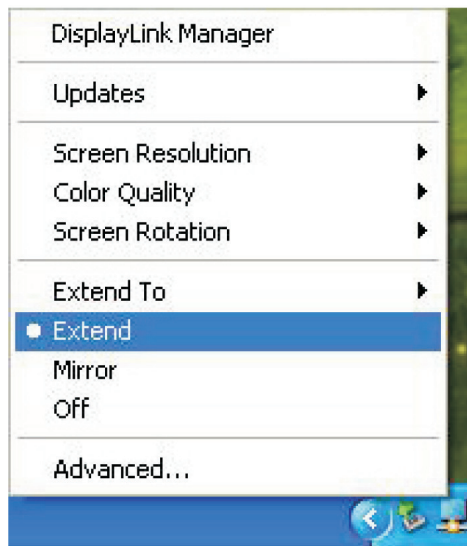 DisplayLink Manager
Updates
Screen Resolution
Color Quality
Screen Rotation
Extend To
Extend
Mirror
Off
Advanced...